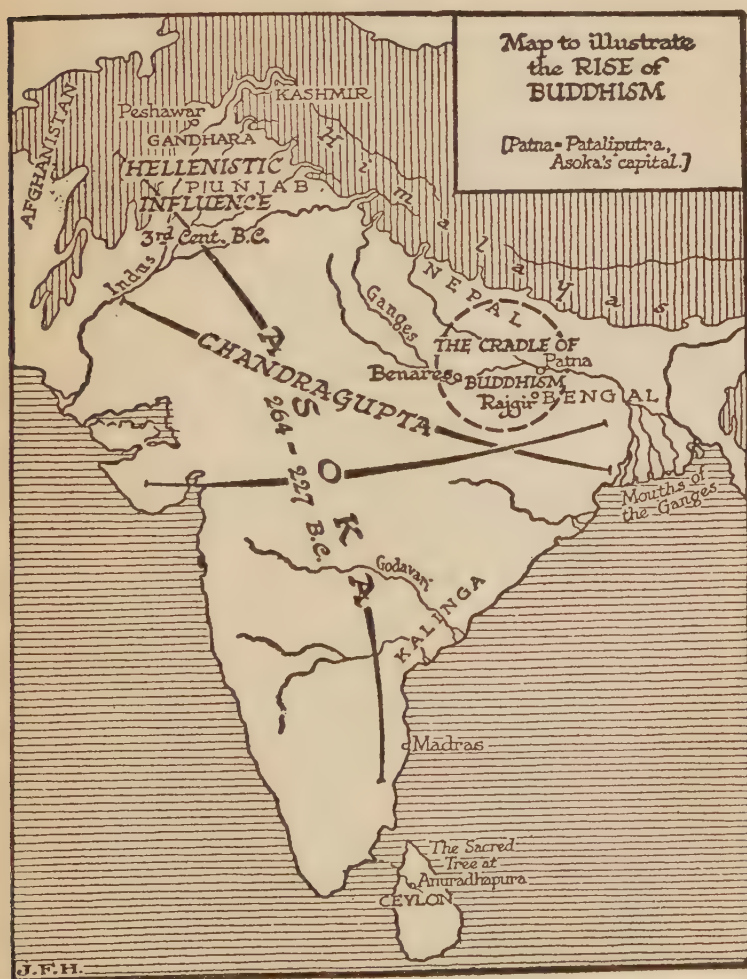 Map to illustrate
the RISE of
BUDDHISM
[Patna = Pataliputra,
Asoka's capital.]
AFGHANISTAN
Peshawar
KASHMIR
GANDHARA
HELLENISTIC
PUNJAB
INFLUENCE
3rd Cent. B.C.
Indus
Himalayas
NEPAL
Ganges
THE CRADLE OF
Patna
Benares
BUDDHISM
Rajgir
BENGAL
CHANDRAGUPTA
ASOKA
264 - 227 B.C.
Mouths of
the Ganges
Godavari
KALINGA
Madras
The Sacred
Tree at
Anuradhapura
CEYLON
J.F.H.